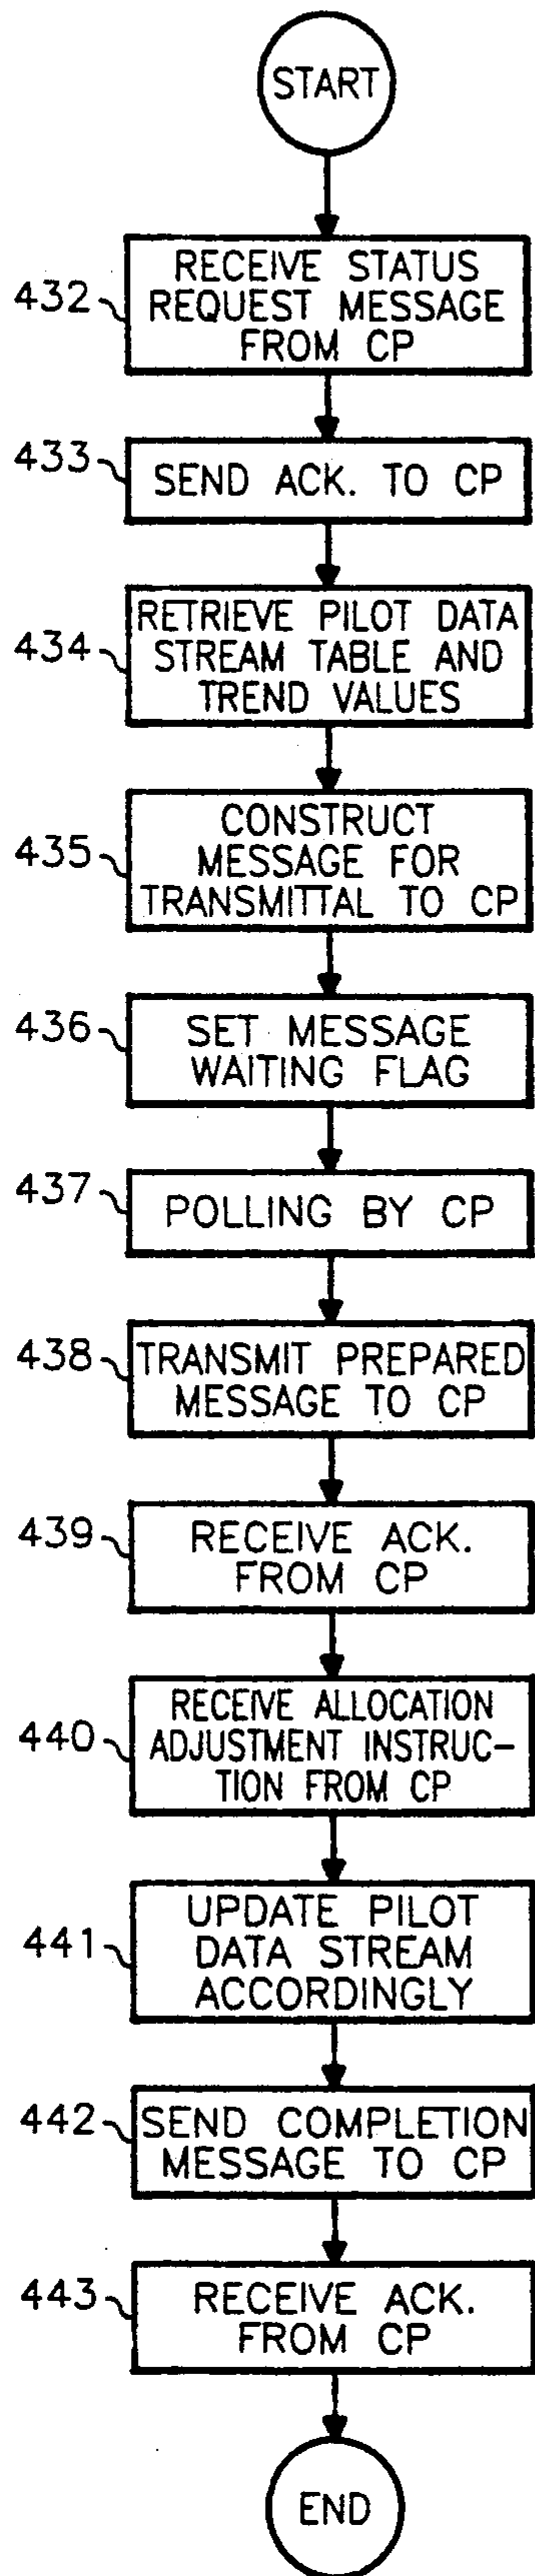 START
RECEIVE STATUS
432 REQUEST MESSAGE
FROM CP
433 SEND ACK. TO CP
RETRIEVE PILOT DATA
434 STREAM TABLE AND
TREND VALUES
CONSTRUCT
435 MESSAGE FOR
TRANSMITTAL TO CP
436 SET MESSAGE
WAITING FLAG
437 POLLING BY CP
438 TRANSMIT PREPARED
MESSAGE TO CP
439 RECEIVE ACK.
FROM CP
RECEIVE ALLOCATION
440 ADJUSTMENT INSTRUC-
TION FROM CP
UPDATE PILOT
441 DATA STREAM
ACCORDINGLY
442 SEND COMPLETION
MESSAGE TO CP
443 RECEIVE ACK.
FROM CP
END